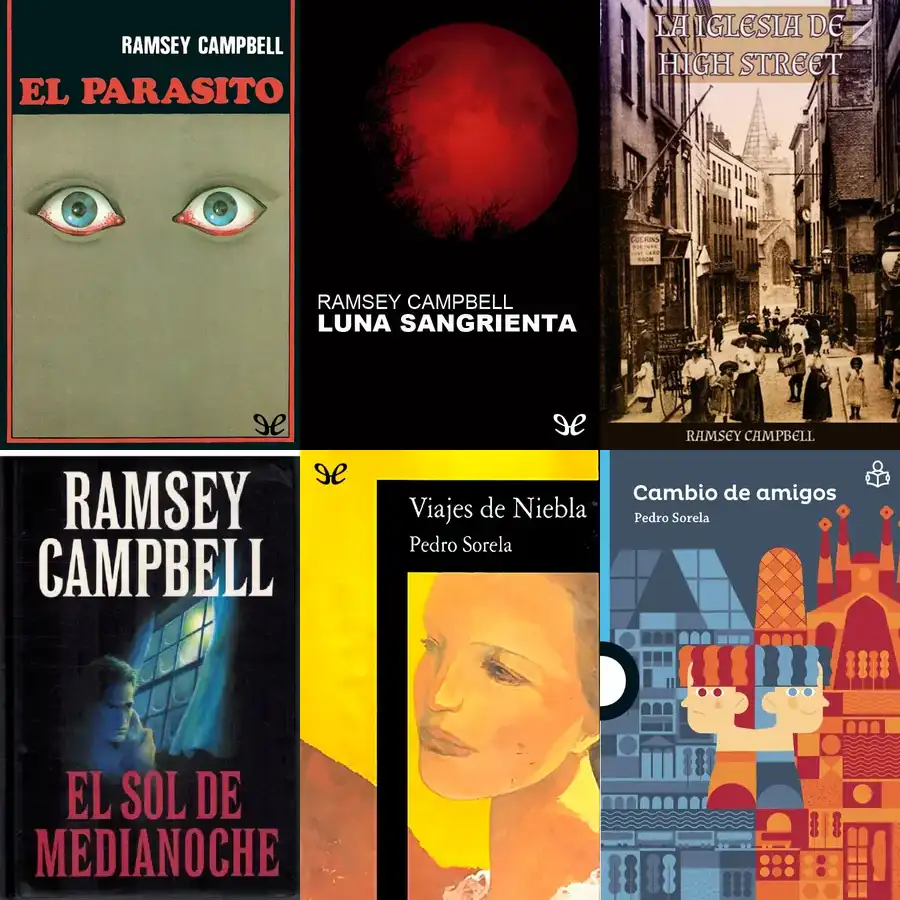 RAMSEY CAMPBELL
EL PARASITO
RAMSEY CAMPBELL
LUNA SANGRIENTA
LA IGLESIA DE
HIGH STREET
RAMSEY CAMPBELL
RAMSEY
CAMPBELL
EL SOL DE
MEDIANOCHE
Viajes de Niebla
Pedro Sorela
Cambio de amigos
Pedro Sorela